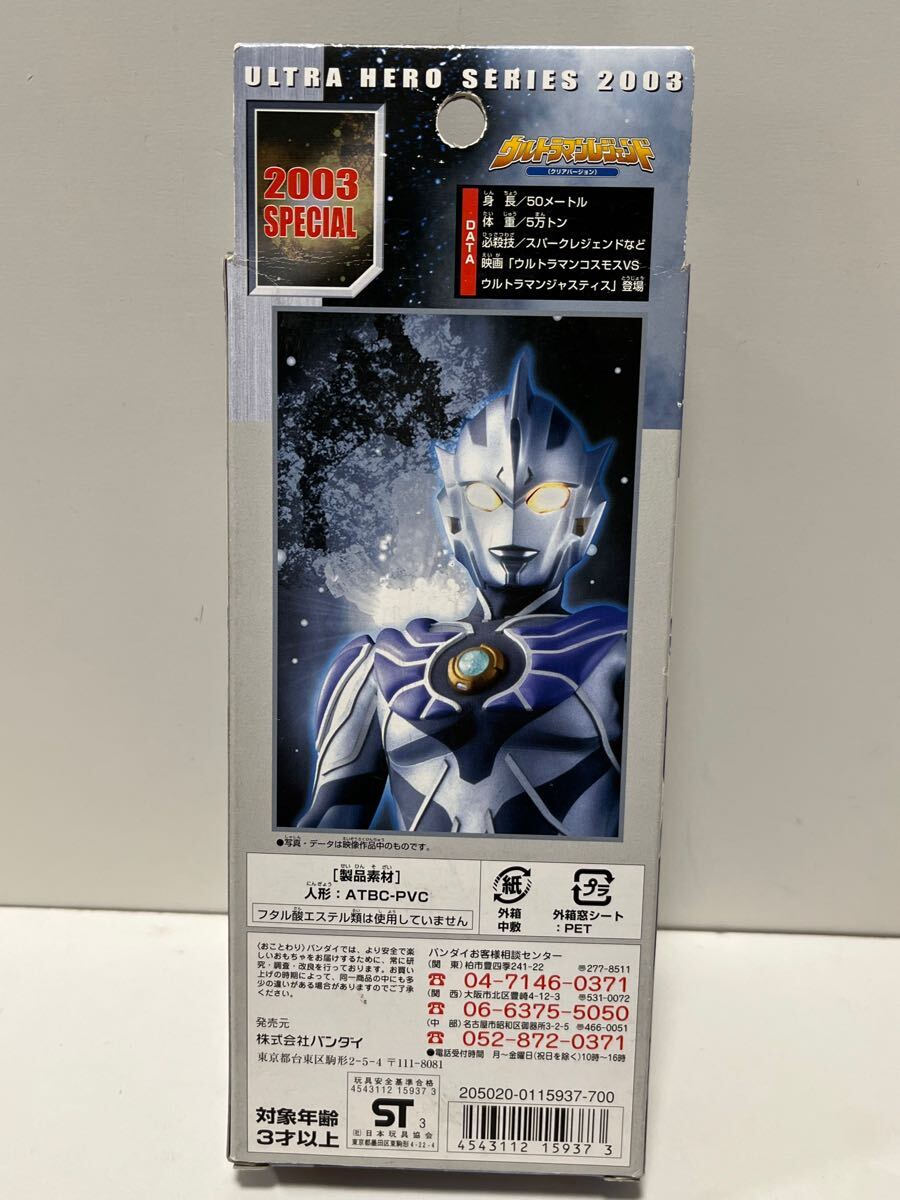 ULTRA HERO SERIES 2003
2003
SPECIAL
ウルトラマンレジェンド
(クリアバージョン)
DATA
身長/50メートル
体重/5万トン
必殺技/スパークレジェンドなど
映画「ウルトラマンコスモスVS
ウルトラマンジャスティス」登場
●写真・データは映像作品中のものです。
[製品素材]
人形:ATBC-PVC
フタル酸エステル類は使用していません
紙
外箱
中敷
プラ
外箱窓シート
:PET
〈おことわり〉バンダイでは、より安全で楽
しいおもちゃをお届けするために、常に研
究・調査・改良を行っております。お買い
上げの時期によって、同一商品の中にも多
少の違いがある場合がありますのでご了承
ください。
発売元
株式会社バンダイ
東京都台東区駒形2-5-4 〒111-8081
バンダイお客様相談センター
(関 東) 柏市豊四季241-22 〒277-8511
☎ 04-7146-0371
(関 西) 大阪市北区豊崎4-12-3 〒531-0072
☎ 06-6375-5050
(中 部) 名古屋市昭和区御器所3-2-5 〒466-0051
☎ 052-872-0371
●電話受付時間 月〜金曜日(祝日を除く)10時〜16時
対象年齢
3才以上
玩具安全基準合格
4543112 15937 3
ST 3
(社)日本玩具協会
東京都墨田区東駒形4-22-4
205020-0115937-700
4543112 15937 3